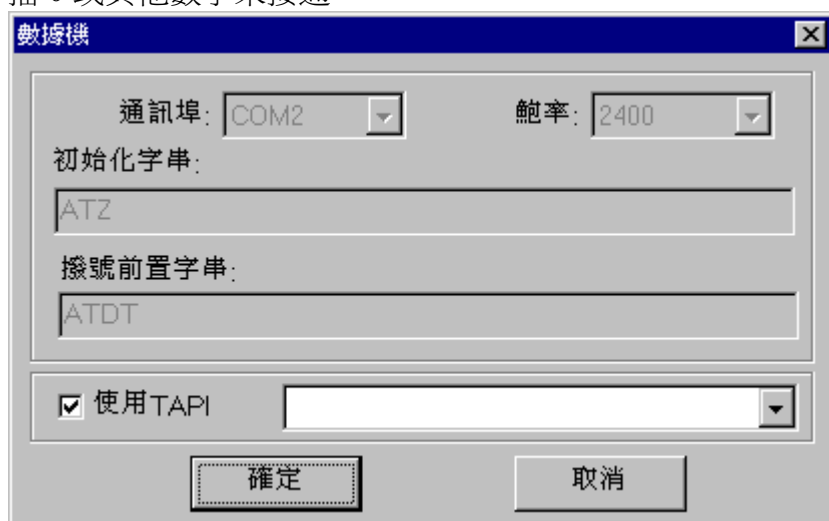 數據機
通訊埠: COM2 鮑率: 2400
初始化字串:
ATZ
撥號前置字串:
ATDT
使用TAPI
確定 取消